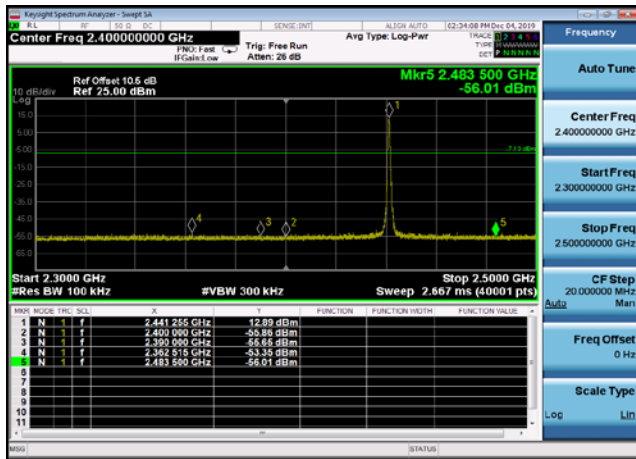 Keysight Spectrum Analyzer - Swept SA
RL RF 50 Ω DC SENSE:INT ALIGN AUTO 02:34:08 PM Dec 04, 2019
Center Freq 2.400000000 GHz
PNO: Fast
IFGain:Low
Trig: Free Run
Atten: 26 dB
Avg Type: Log-Pwr
TRACE 1 2 3 4 5 6
TYPE
DET P N N N N N
Ref Offset 10.6 dB
Ref 25.00 dBm
10 dB/div
Log
Mkr5 2.483 500 GHz
-56.01 dBm
15.0
5.00
-5.00
-15.0
-25.0
-35.0
-45.0
-55.0
-65.0
-7.13 dBm
1
4
3
2
5
Start 2.3000 GHz
#Res BW 100 kHz
#VBW 300 kHz
Stop 2.5000 GHz
Sweep 2.667 ms (40001 pts)
MKR MODE TRC SCL X Y FUNCTION FUNCTION WIDTH FUNCTION VALUE
1 N 1 f 2.441 255 GHz 12.89 dBm
2 N 1 f 2.400 000 GHz -55.86 dBm
3 N 1 f 2.390 000 GHz -55.65 dBm
4 N 1 f 2.362 515 GHz -53.35 dBm
5 N 1 f 2.483 500 GHz -56.01 dBm
6
7
8
9
10
11
MSG
STATUS
Frequency
Auto Tune
Center Freq
2.400000000 GHz
Start Freq
2.300000000 GHz
Stop Freq
2.500000000 GHz
CF Step
20.000000 MHz
Auto Man
Freq Offset
0 Hz
Scale Type
Log Lin